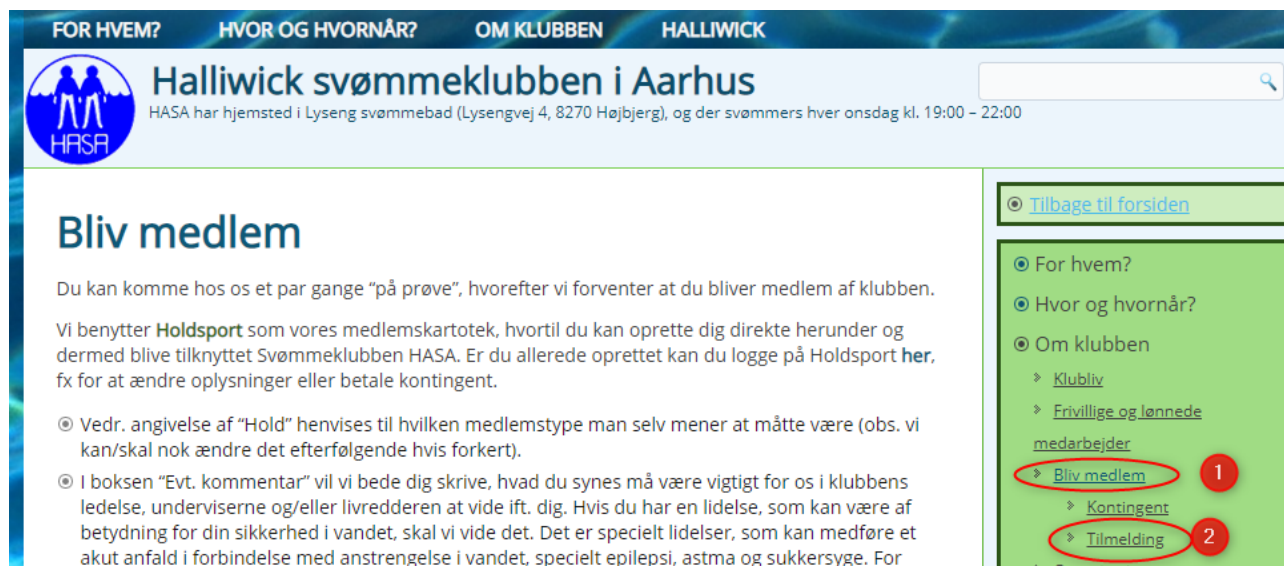 FOR HVEM? HVOR OG HVORNÅR? OM KLUBBEN HALLIWICK
HASA
Halliwick svømmeklubben i Aarhus
HASA har hjemsted i Lyseng svømmebad (Lysengvej 4, 8270 Højbjerg), og der svømmers hver onsdag kl. 19:00 – 22:00
Bliv medlem
Du kan komme hos os et par gange “på prøve”, hvorefter vi forventer at du bliver medlem af klubben.
Vi benytter Holdsport som vores medlemskartotek, hvortil du kan oprette dig direkte herunder og
dermed blive tilknyttet Svømmeklubben HASA. Er du allerede oprettet kan du logge på Holdsport her,
fx for at ændre oplysninger eller betale kontingent.
Vedr. angivelse af “Hold” henvises til hvilken medlemstype man selv mener at måtte være (obs. vi
kan/skal nok ændre det efterfølgende hvis forkert).
I boksen “Evt. kommentar” vil vi bede dig skrive, hvad du synes må være vigtigt for os i klubbens
ledelse, underviserne og/eller livredderen at vide ift. dig. Hvis du har en lidelse, som kan være af
betydning for din sikkerhed i vandet, skal vi vide det. Det er specielt lidelser, som kan medføre et
akut anfald i forbindelse med anstrengelse i vandet, specielt epilepsi, astma og sukkersyge. For
Tilbage til forsiden
For hvem?
Hvor og hvornår?
Om klubben
Klubliv
Frivillige og lønnede
medarbejder
Bliv medlem 1
Kontingent
Tilmelding 2